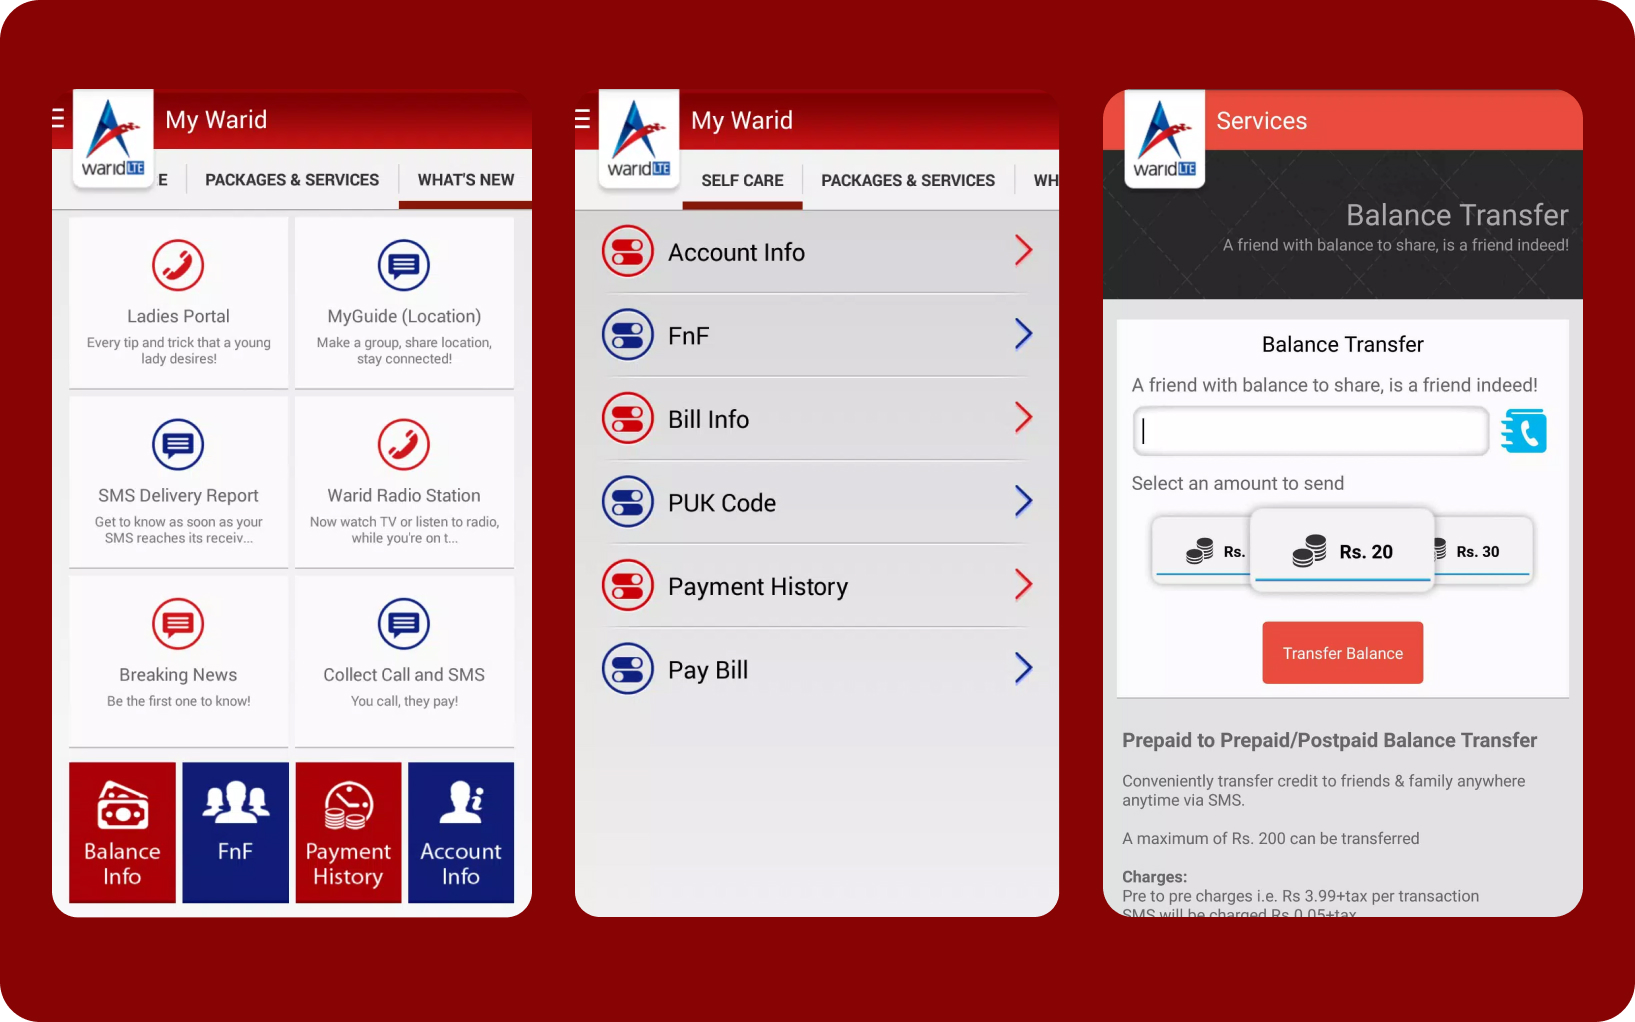 warid LTE
My Warid
E
PACKAGES & SERVICES
WHAT'S NEW
Ladies Portal
Every tip and trick that a young
lady desires!
MyGuide (Location)
Make a group, share location,
stay connected!
SMS Delivery Report
Get to know as soon as your
SMS reaches its receiv...
Warid Radio Station
Now watch TV or listen to radio,
while you're on t...
Breaking News
Be the first one to know!
Collect Call and SMS
You call, they pay!
Balance
Info
FnF
Payment
History
Account
Info
warid LTE
My Warid
SELF CARE
PACKAGES & SERVICES
WH
Account Info
FnF
Bill Info
PUK Code
Payment History
Pay Bill
warid LTE
Services
Balance Transfer
A friend with balance to share, is a friend indeed!
Balance Transfer
A friend with balance to share, is a friend indeed!
Select an amount to send
Rs.
Rs. 20
Rs. 30
Transfer Balance
Prepaid to Prepaid/Postpaid Balance Transfer
Conveniently transfer credit to friends & family anywhere
anytime via SMS.
A maximum of Rs. 200 can be transferred
Charges:
Pre to pre charges i.e. Rs 3.99+tax per transaction
SMS will be charged Rs 0.05+tax